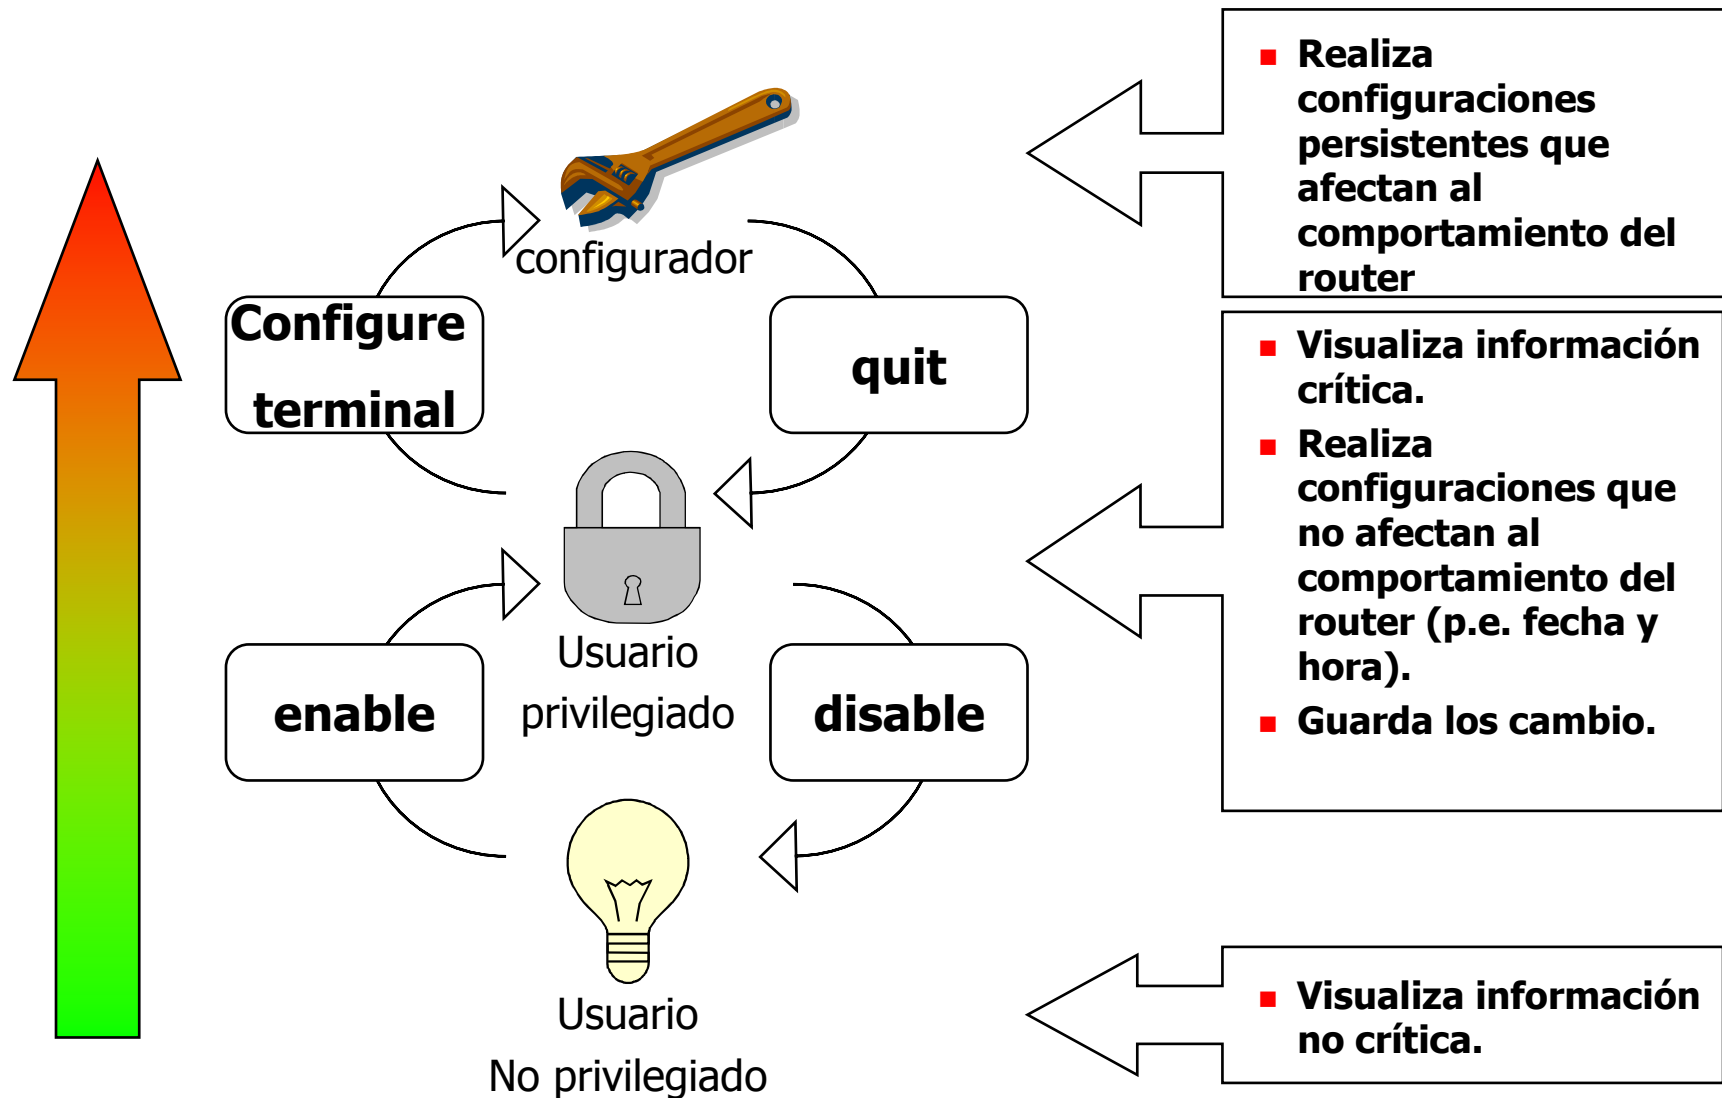 Realiza
configuraciones
persistentes que
afectan al
comportamiento del
router
configurador
Configure
terminal
quit
Visualiza información
crítica.
Realiza
configuraciones que
no afectan al
comportamiento del
router (p.e. fecha y
hora).
Guarda los cambio.
Usuario
privilegiado
enable
disable
Usuario
No privilegiado
Visualiza información
no crítica.